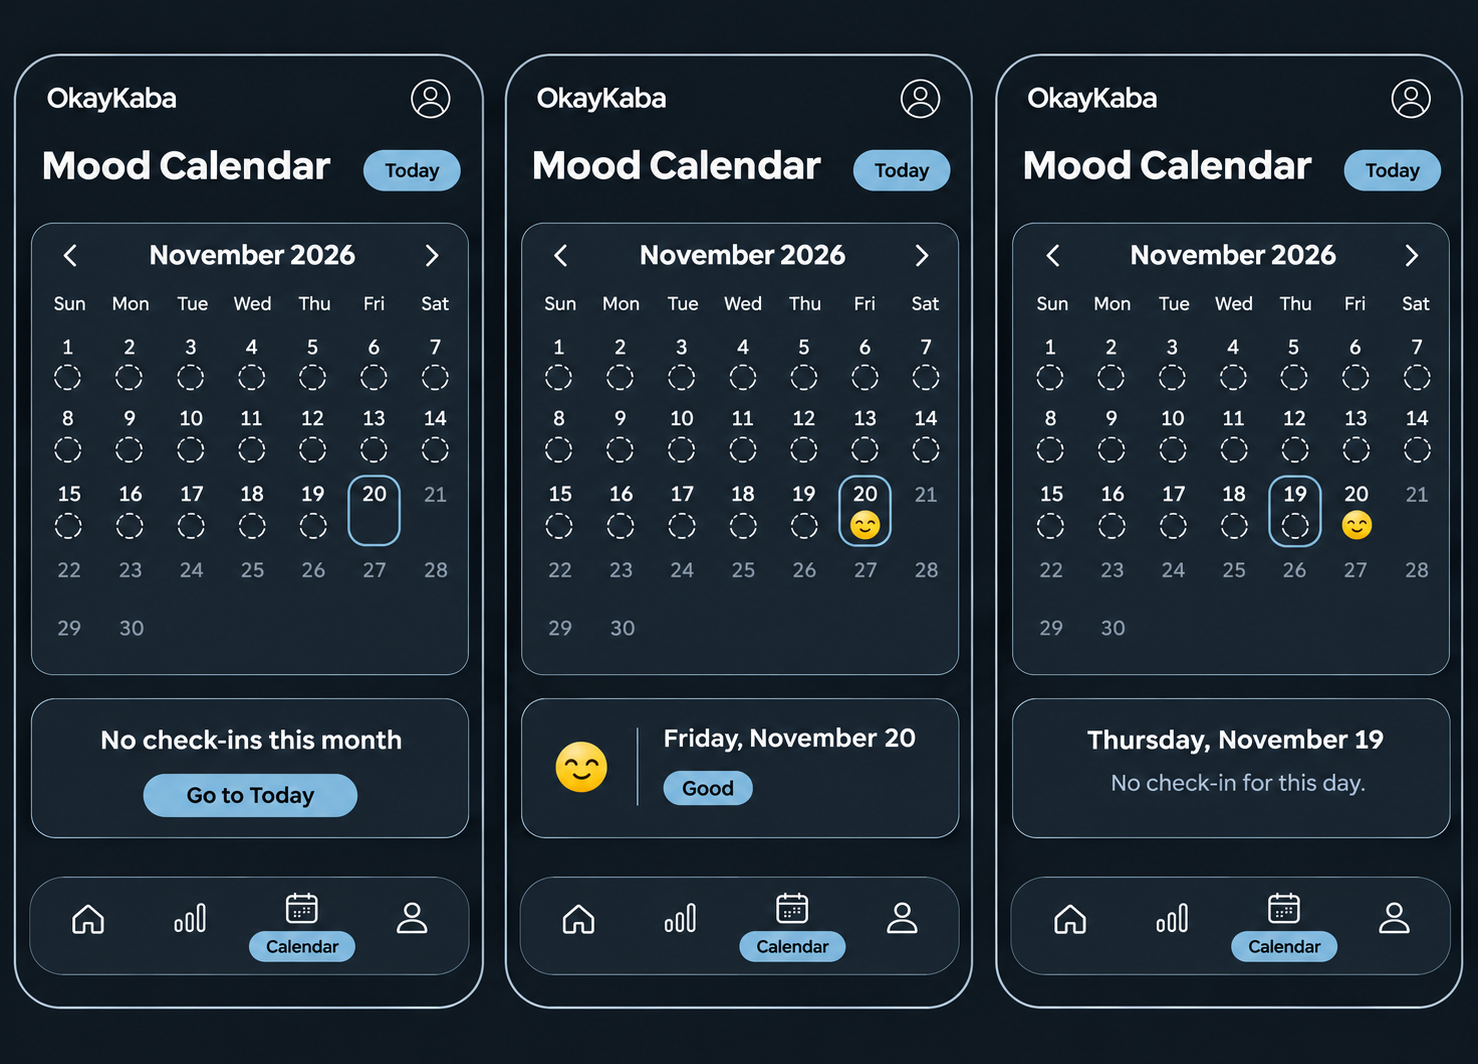 OkayKaba
Mood Calendar
Today
November 2026
Sun Mon Tue Wed Thu Fri Sat
1 2 3 4 5 6 7
8 9 10 11 12 13 14
15 16 17 18 19 20 21
22 23 24 25 26 27 28
29 30
No check-ins this month
Go to Today
Calendar
OkayKaba
Mood Calendar
Today
November 2026
Sun Mon Tue Wed Thu Fri Sat
1 2 3 4 5 6 7
8 9 10 11 12 13 14
15 16 17 18 19 20 21
22 23 24 25 26 27 28
29 30
Friday, November 20
Good
Calendar
OkayKaba
Mood Calendar
Today
November 2026
Sun Mon Tue Wed Thu Fri Sat
1 2 3 4 5 6 7
8 9 10 11 12 13 14
15 16 17 18 19 20 21
22 23 24 25 26 27 28
29 30
Thursday, November 19
No check-in for this day.
Calendar